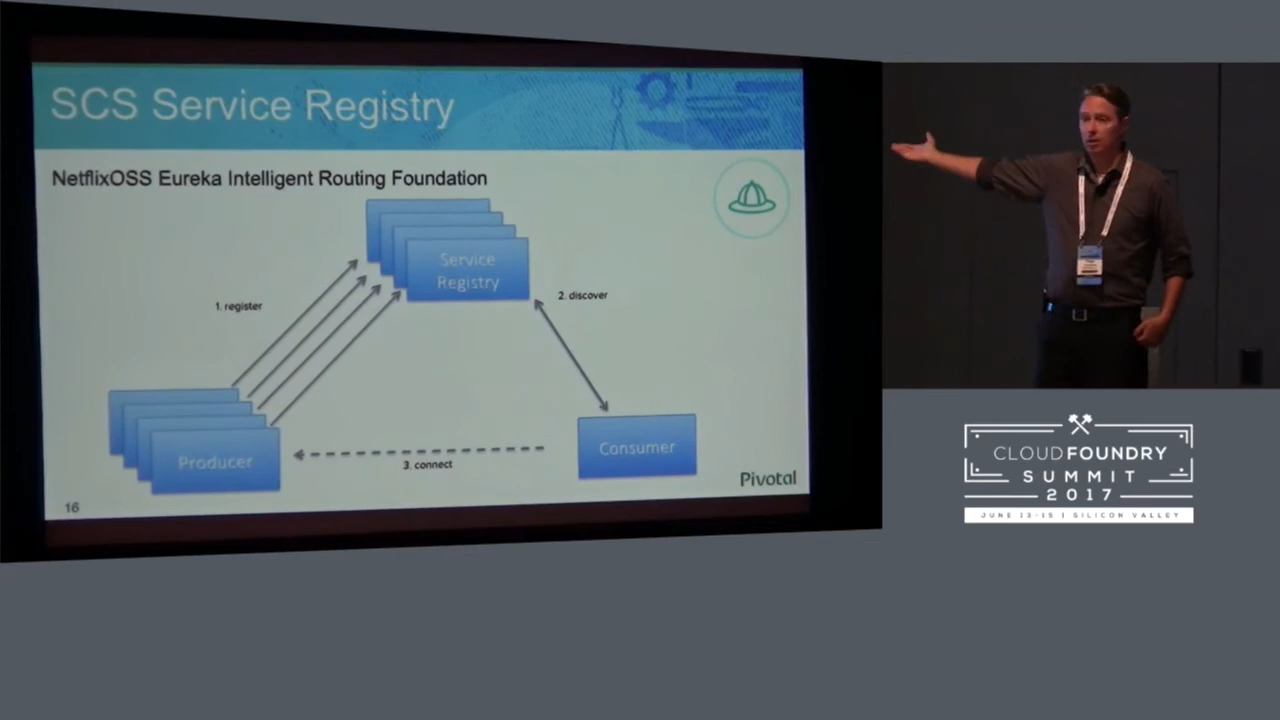 SCS Service Registry
NetflixOSS Eureka Intelligent Routing Foundation
Service
Registry
1. register
2. discover
Producer
3. connect
Consumer
Pivotal
16
CLOUDFOUNDRY
SUMMIT
2017
JUNE 13-15 | SILICON VALLEY